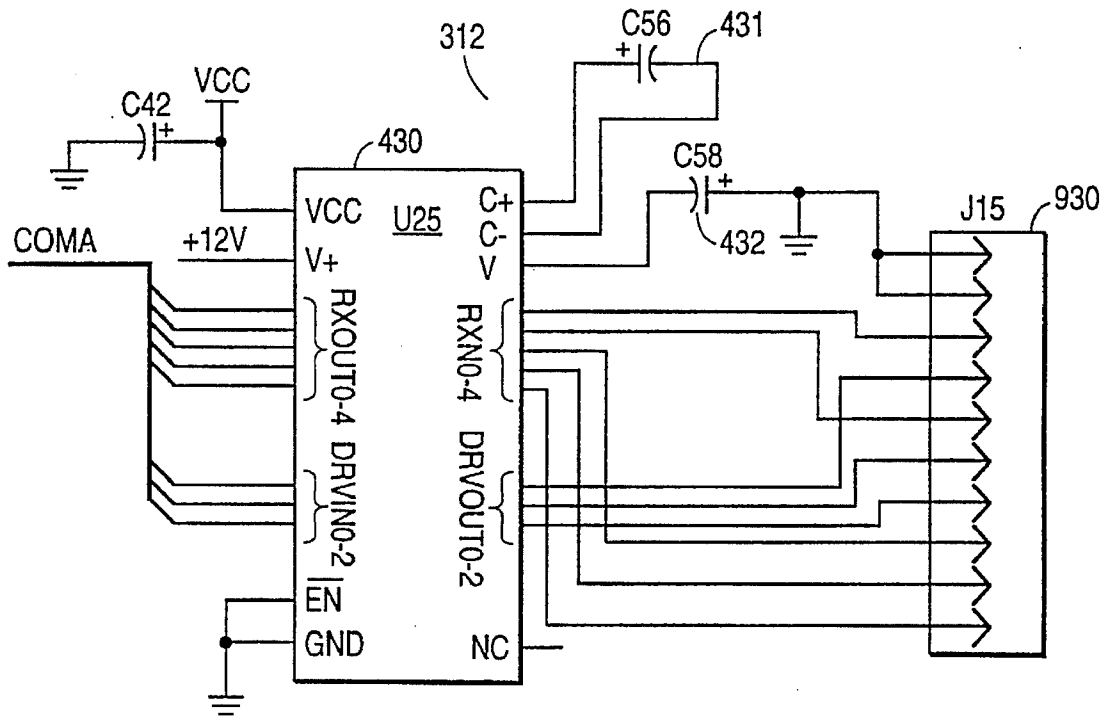 C56
431
312
+
VCC
C42
+
430
C58
+
VCC
U25
C+
J15
930
COMA
+12V
C-
432
V+
V
RXOUT0-4
RXN0-4
DRVIN0-2
DRVOUT0-2
EN
GND
NC